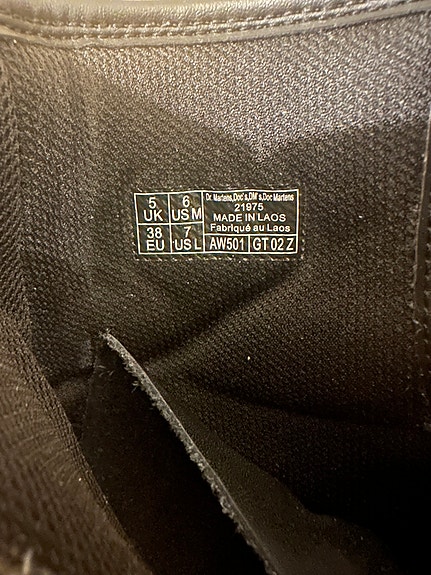 5 UK
6 US M
38 EU
7 US L
Dr. Martens,Doc's,DM's,Doc Martens
21975
MADE IN LAOS
Fabriqué au Laos
AW501
GT 02 Z